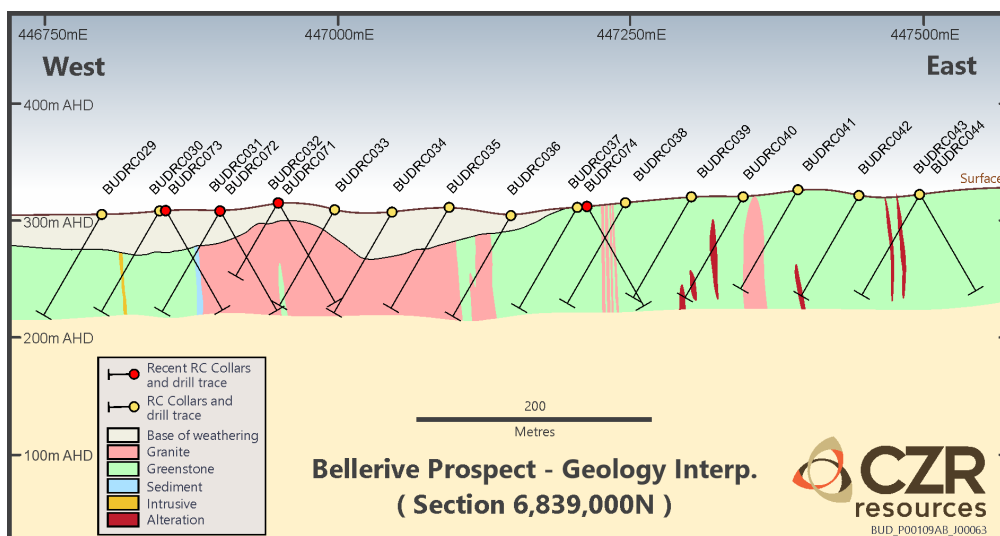 446750mE 447000mE 447250mE 447500mE
West East
400m AHD
BUDRC029 BUDRC030 BUDRC073 BUDRC031 BUDRC072 BUDRC032 BUDRC071 BUDRC033 BUDRC034 BUDRC035 BUDRC036 BUDRC037 BUDRC074 BUDRC038 BUDRC039 BUDRC040 BUDRC041 BUDRC042 BUDRC043 BUDRC044
Surface
300m AHD
200m AHD
100m AHD
Recent RC Collars
and drill trace
RC Collars and
drill trace
Base of weathering
Granite
Greenstone
Sediment
Intrusive
Alteration
200
Metres
Bellerive Prospect - Geology Interp.
( Section 6,839,000N )
CZR
resources
BUD_P00109AB_J00063